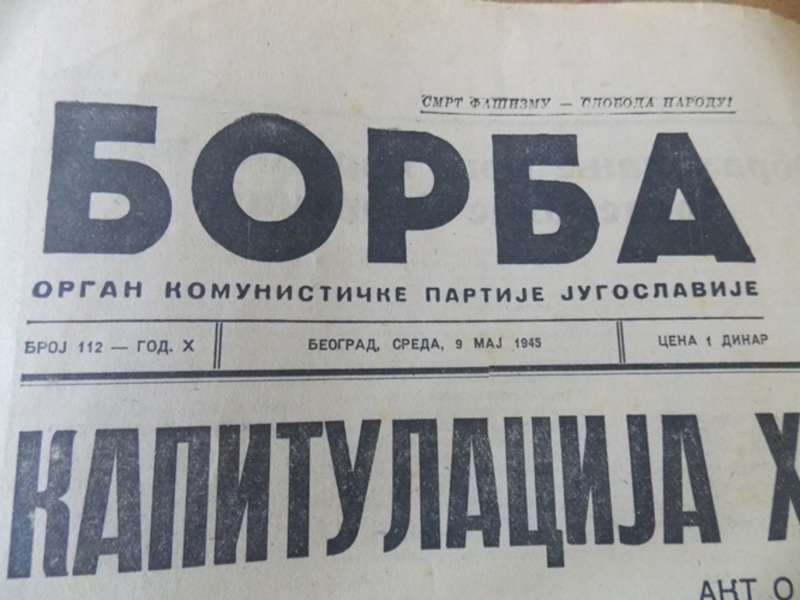 СМРТ ФАШИЗМУ — СЛОБОДА НАРОДУ!
БОРБА
ОРГАН КОМУНИСТИЧКЕ ПАРТИЈЕ ЈУГОСЛАВИЈЕ
БРОЈ 112 — ГОД. X БЕОГРАД, СРЕДА, 9 МАЈ 1945 ЦЕНА 1 ДИНАР
КАПИТУЛАЦИЈА Х
АКТ О